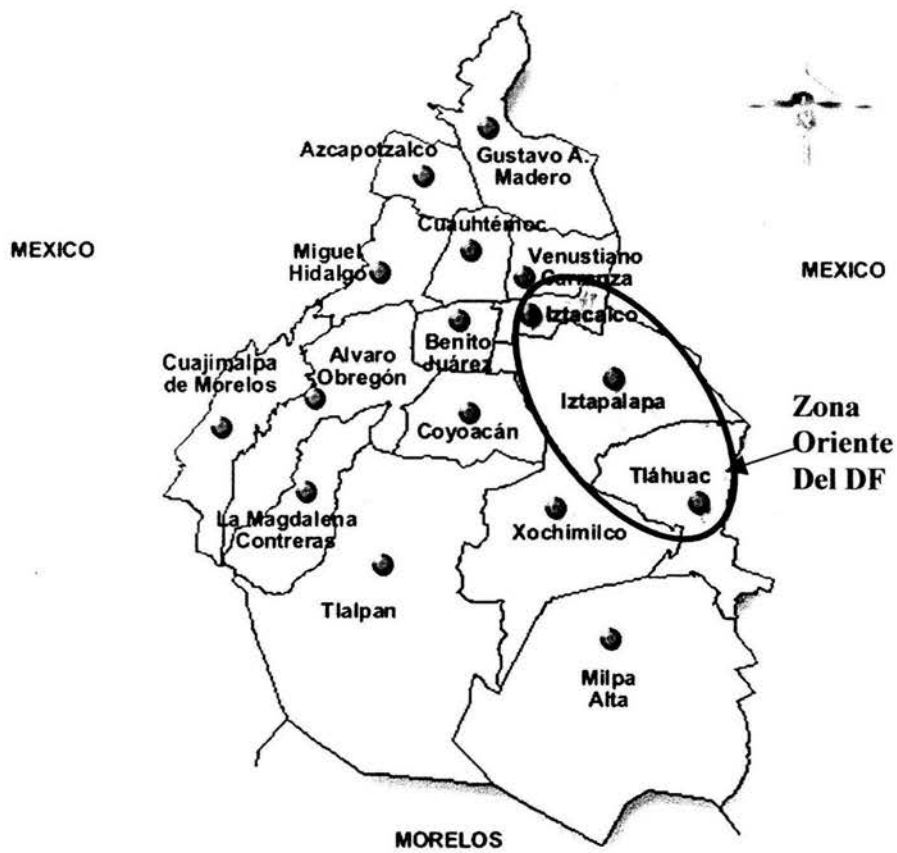 Azcapotzalco
Gustavo A.
Madero
Cuauhtémoc
MEXICO
Miguel
Hidalgo
Venustiano
Carranza
MEXICO
Iztacalco
Benito
Juárez
Cuajimalpa
de Morelos
Alvaro
Obregón
Iztapalapa
Coyoacán
Zona
Oriente
Del DF
Tláhuac
La Magdalena
Contreras
Xochimilco
Tlalpan
Milpa
Alta
MORELOS